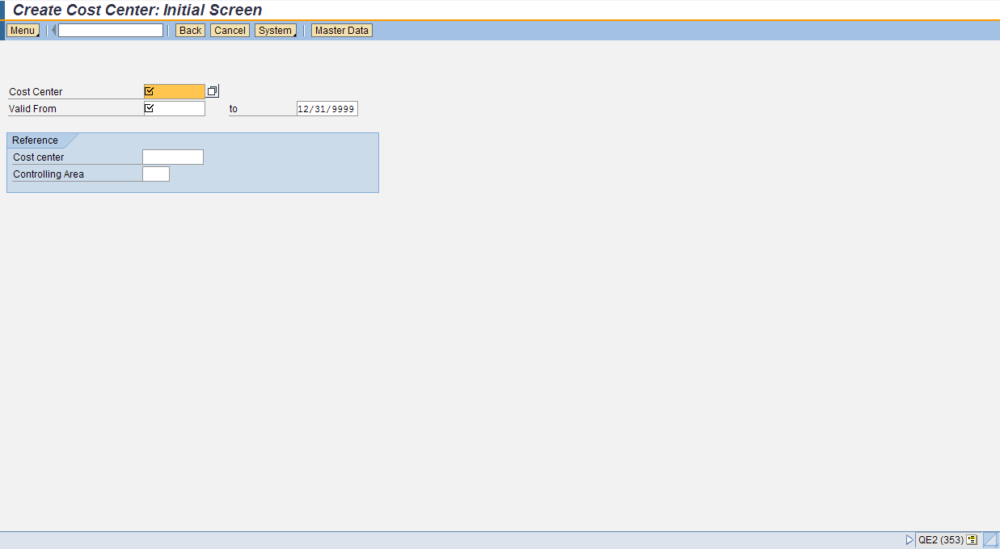 Create Cost Center: Initial Screen
Menu Back Cancel System Master Data
Cost Center
Valid From to 12/31/9999
Reference
Cost center
Controlling Area
QE2 (353)